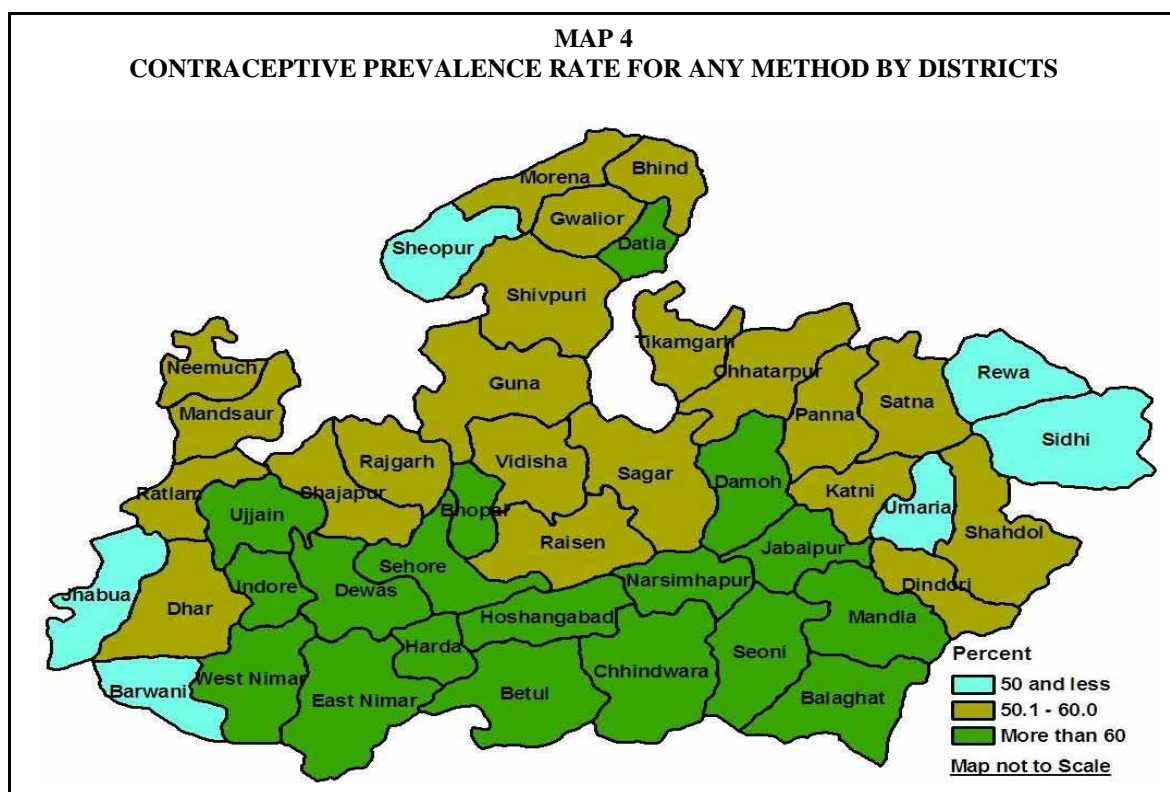 MAP 4
CONTRACEPTIVE PREVALENCE RATE FOR ANY METHOD BY DISTRICTS
Bhind
Morena
Gwalior
Datia
Sheopur
Shivpuri
Tikamgarh
Neemuch
Chhatarpur
Rewa
Guna
Satna
Mandsaur
Panna
Sidhi
Vidisha
Rajgarh
Sagar
Damoh
Katni
Ratlam
Shajapur
Bhopal
Umaria
Ujjain
Shahdol
Raisen
Jabalpur
Sehore
Narsimhapur
Dindori
Jhabua
Indore
Dewas
Dhar
Hoshangabad
Mandla
Harda
Seoni
Percent
Chhindwara
West Nimar
50 and less
Barwani
East Nimar
Betul
Balaghat
50.1 - 60.0
More than 60
Map not to Scale